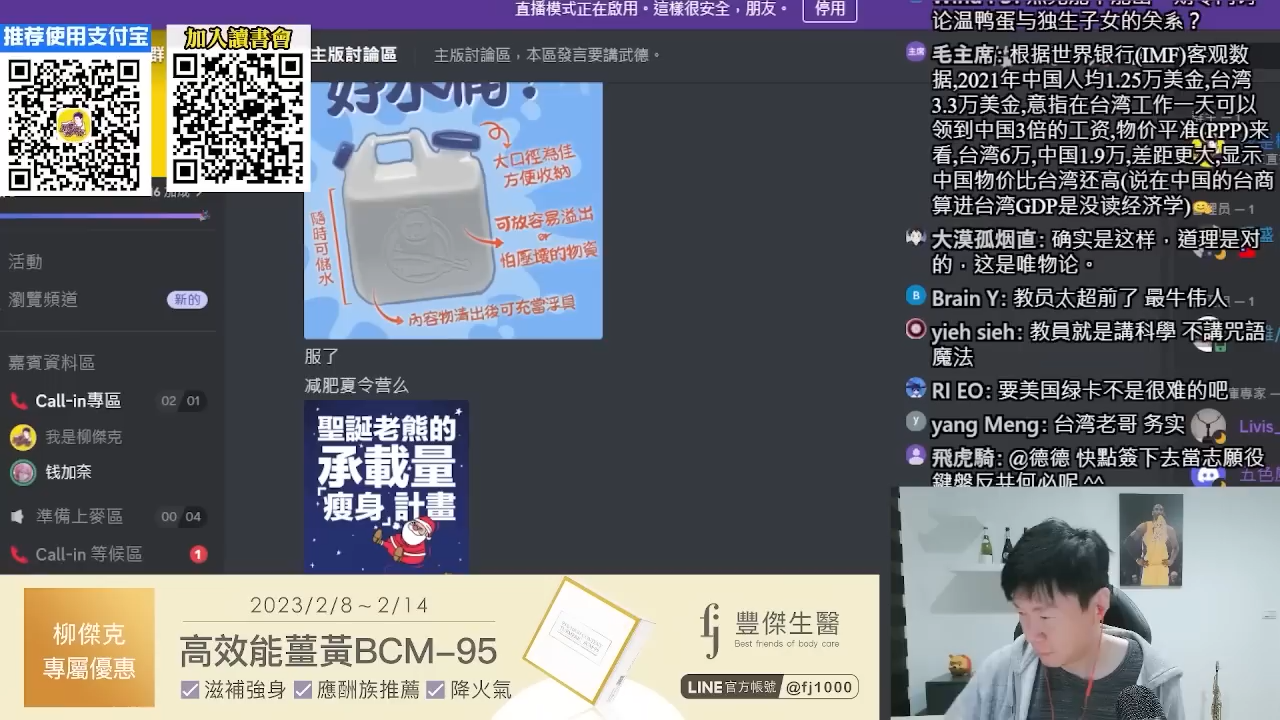 直播模式正在啟用。這樣很安全，朋友。
停用
推荐使用支付宝
加入讀書會
群
主版討論區
主版討論區，本區發言要講武德。
活動
瀏覽頻道
新的
嘉賓資料區
Call-in專區
02 01
我是柳傑克
钱加奈
準備上麥區
00 04
Call-in 等候區
1
好水桶!
大口徑為佳
方便收納
隨時可儲水
可放容易溢出
or
怕壓壞的物資
內容物清出後可充當浮具
服了
减肥夏令营么
聖誕老熊的
承載量
「瘦身」計畫
论温鸭蛋与独生子女的关系？
主席
毛主席: 根据世界银行(IMF)客观数
据,2021年中国人均1.25万美金,台湾
3.3万美金,意指在台湾工作一天可以
领到中国3倍的工资,物价平准(PPP)来
看,台湾6万,中国1.9万,差距更大,显示
中国物价比台湾还高(说在中国的台商
算进台湾GDP是没读经济学)
大漠孤烟直: 确实是这样，道理是对
的，这是唯物论。
B
Brain Y: 教员太超前了 最牛伟人
yieh sieh: 教員就是講科學 不講咒語
魔法
RI EO: 要美国绿卡不是很难的吧
y
yang Meng: 台湾老哥 务实
Livis_
飛虎騎: @德德 快點簽下去當志願役
鍵盤反共何必呢 ^^
柳傑克
專屬優惠
2023/2/8～2/14
高效能薑黃BCM-95
滋補強身 應酬族推薦 降火氣
fj
豐傑生醫
Best friends of body care
LINE 官方帳號 @fj1000